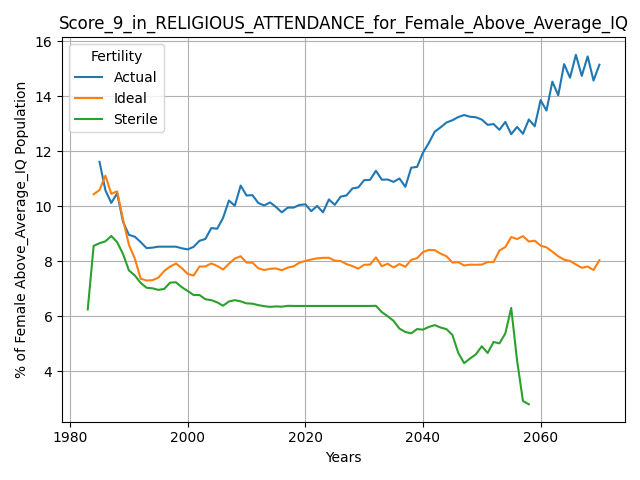 Score_9_in_RELIGIOUS_ATTENDANCE_for_Female_Above_Average_IQ
% of Female Above_Average_IQ Population
16
14
12
10
8
6
4
Fertility
Actual
Ideal
Sterile
1980
2000
2020
2040
2060
Years